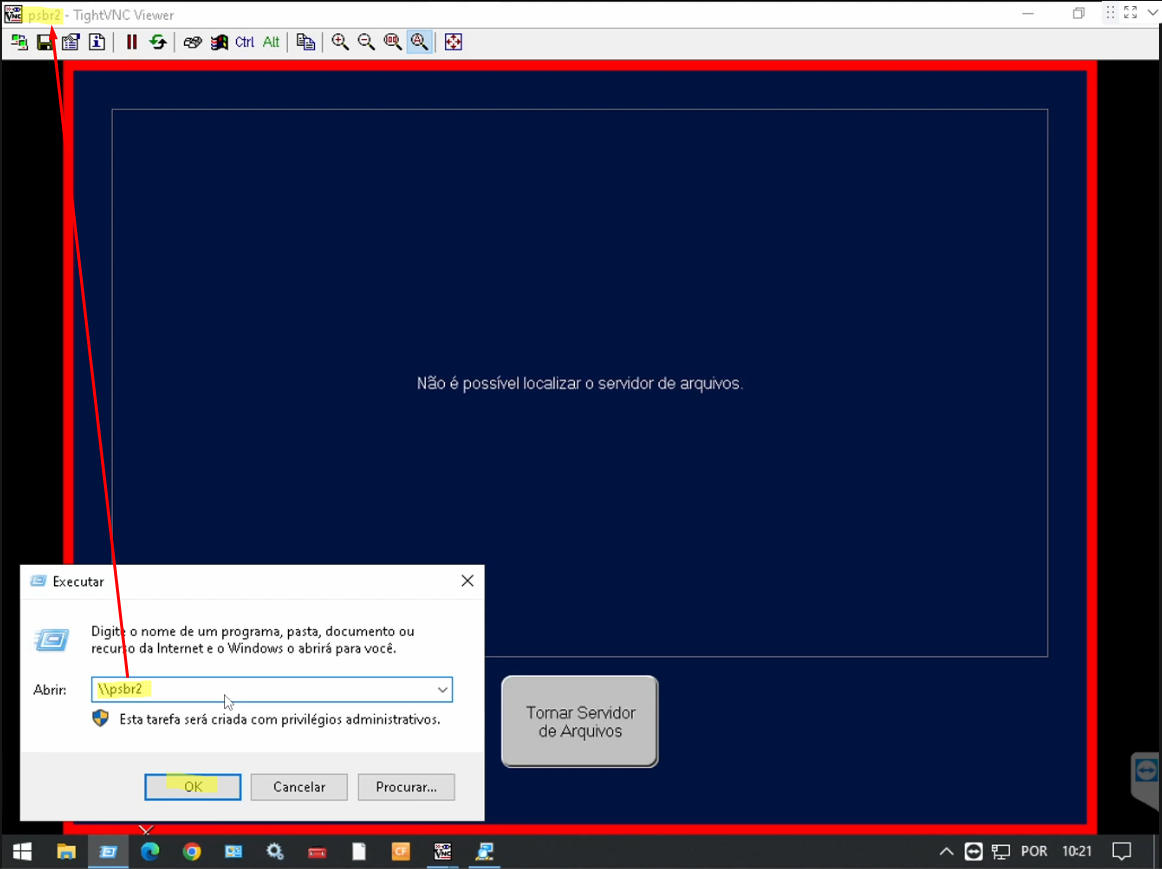 psbr2 - TightVNC Viewer
Ctrl Alt
Não é possível localizar o servidor de arquivos.
Executar
Digite o nome de um programa, pasta, documento ou
recurso da Internet e o Windows o abrirá para você.
Abrir:
\\psbr2
Esta tarefa será criada com privilégios administrativos.
OK
Cancelar
Procurar...
Tornar Servidor
de Arquivos
CF
POR
10:21